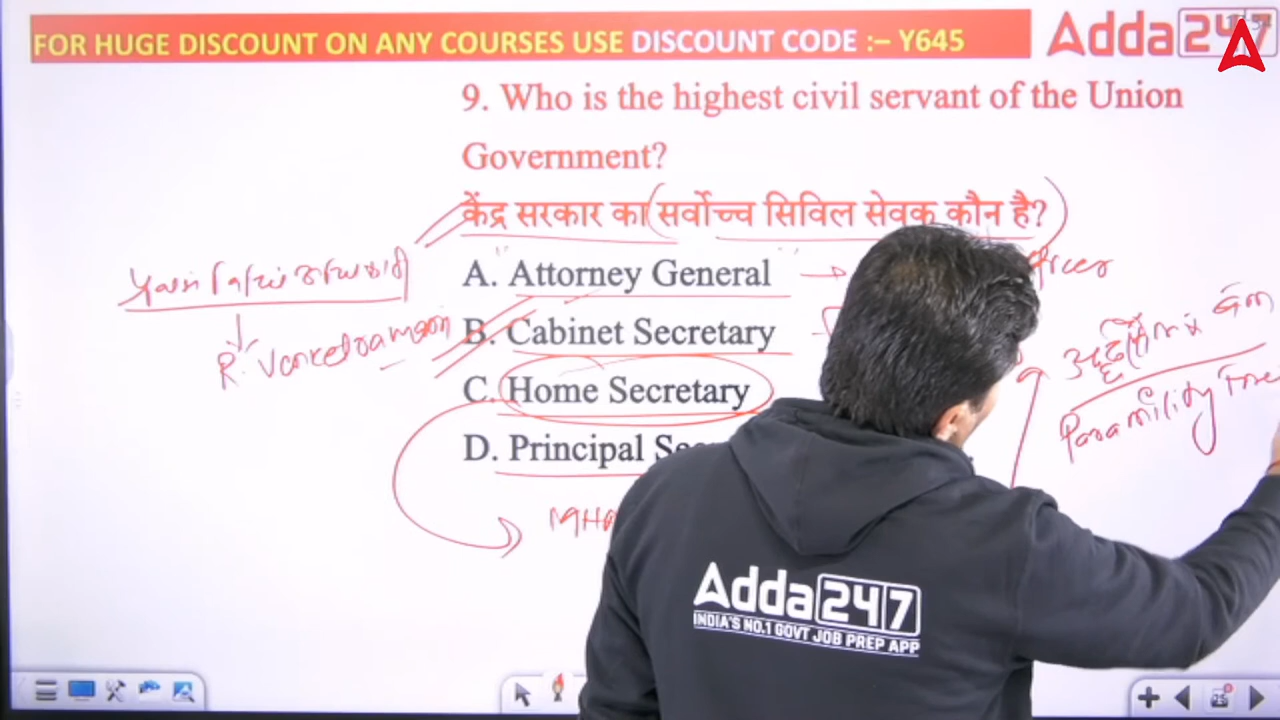 FOR HUGE DISCOUNT ON ANY COURSES USE DISCOUNT CODE :– Y645
Adda247
9. Who is the highest civil servant of the Union
Government?
केंद्र सरकार का सर्वोच्च सिविल सेवक कौन है?
A. Attorney General
B. Cabinet Secretary
C. Home Secretary
D. Principal
MHA
Adda247
INDIA'S NO.1 GOVT JOB PREP APP